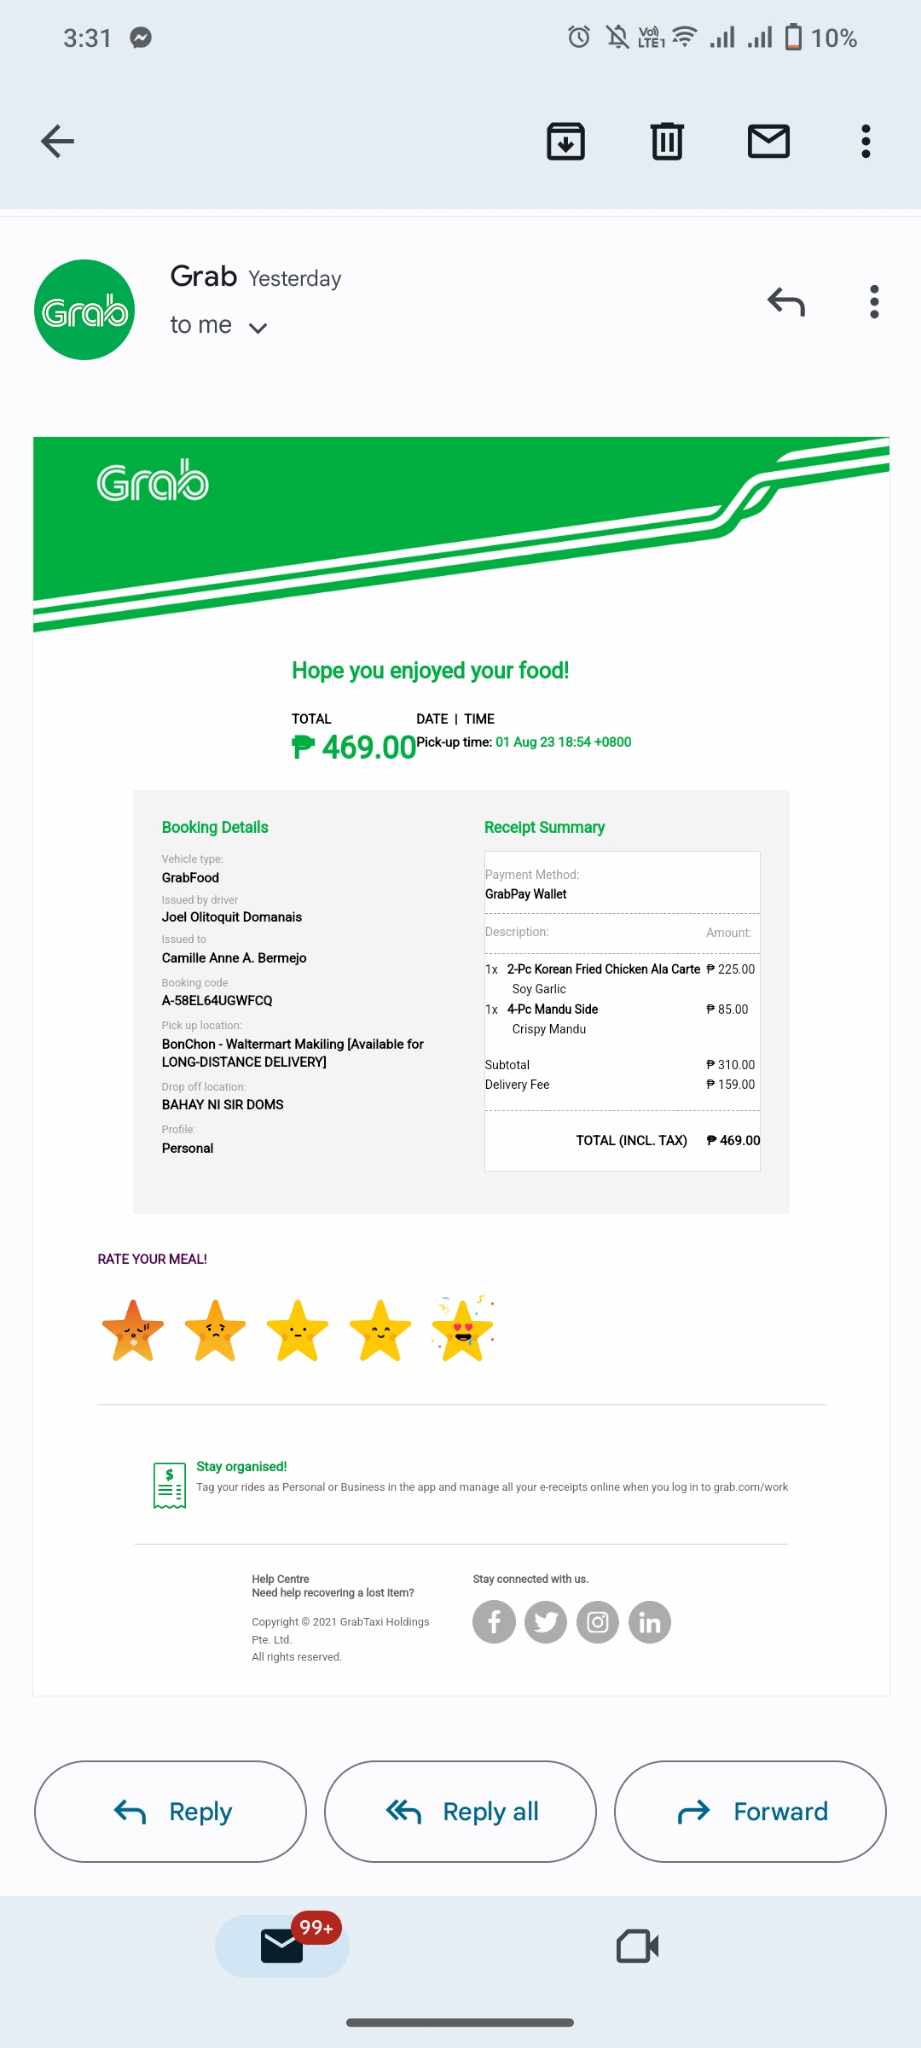 3:31
Vo) LTE1
10%
Grab Yesterday
to me
Grab
Grab
Hope you enjoyed your food!
TOTAL
₱ 469.00
DATE | TIME
Pick-up time: 01 Aug 23 18:54 +0800
Booking Details
Vehicle type:
GrabFood
Issued by driver
Joel Olitoquit Domanais
Issued to
Camille Anne A. Bermejo
Booking code
A-58EL64UGWFCQ
Pick up location:
BonChon - Waltermart Makiling [Available for
LONG-DISTANCE DELIVERY]
Drop off location:
BAHAY NI SIR DOMS
Profile:
Personal
Receipt Summary
Payment Method:
GrabPay Wallet
Description: Amount:
1x 2-Pc Korean Fried Chicken Ala Carte ₱ 225.00
Soy Garlic
1x 4-Pc Mandu Side ₱ 85.00
Crispy Mandu
Subtotal ₱ 310.00
Delivery Fee ₱ 159.00
TOTAL (INCL. TAX) ₱ 469.00
RATE YOUR MEAL!
Stay organised!
Tag your rides as Personal or Business in the app and manage all your e-receipts online when you log in to grab.com/work
Help Centre
Need help recovering a lost item?
Copyright © 2021 GrabTaxi Holdings
Pte. Ltd.
All rights reserved.
Stay connected with us.
Reply
Reply all
Forward
99+